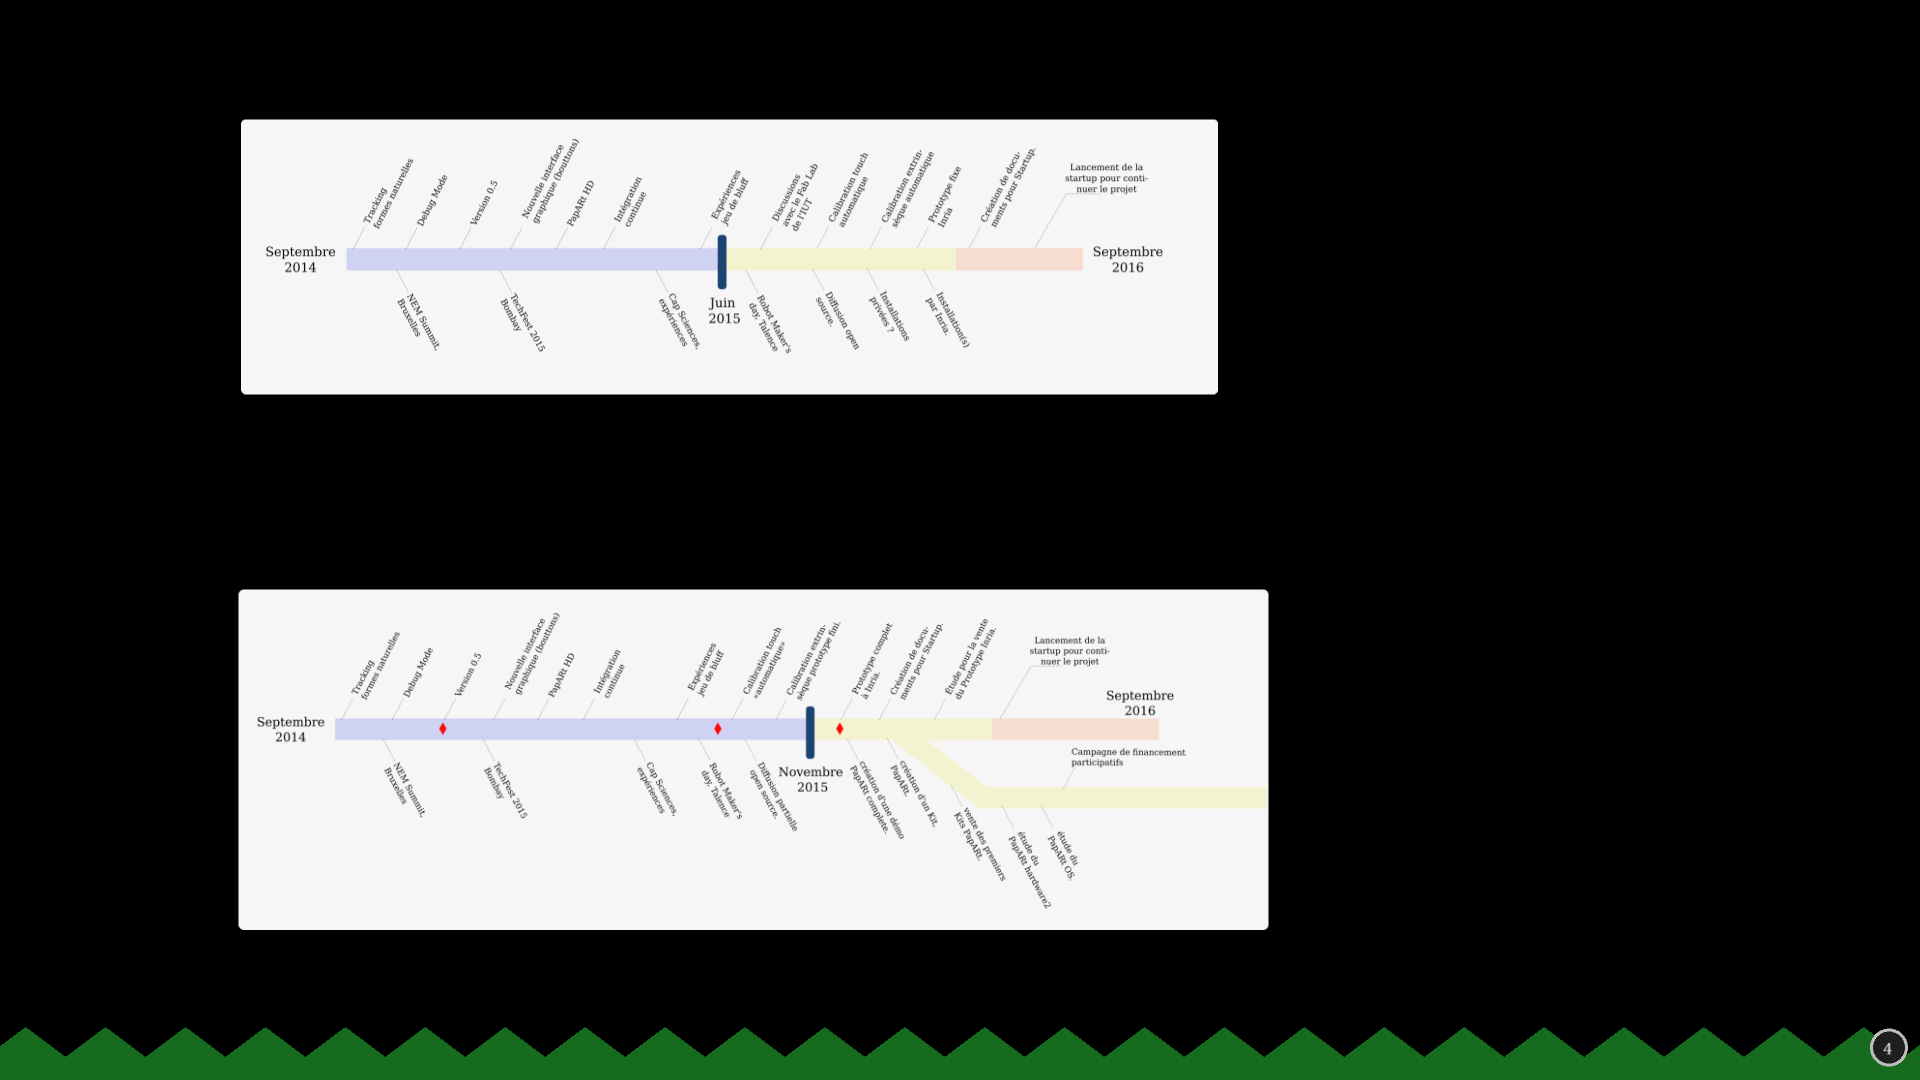 Tracking
formes naturelles
Debug Mode
Version 0.5
Nouvelle interface
graphique (bouttons)
PapARt HD
Intégration
continue
Expériences
jeu de bluff
Discussions
avec le Fab Lab
de l'IUT
Calibration touch
automatique
Calibration extrin-
sèque automatique
Prototype fixe
Inria
Création de docu-
ments pour Startup.
Lancement de la
startup pour conti-
nuer le projet
Septembre
2014
Septembre
2016
NEM Summit,
Bruxelles
TechFest 2015
Bombay
Cap Sciences,
expériences
Juin
2015
Robot Maker's
day, Talence
Diffusion open
source.
Installations
privées ?
Installation(s)
par Inria.
Tracking
formes naturelles
Debug Mode
Version 0.5
Nouvelle interface
graphique (bouttons)
PapARt HD
Intégration
continue
Expériences
jeu de bluff
Calibration touch
«automatique»
Calibration extrin-
sèque prototype fini.
Prototype complet
à Inria.
Création de docu-
ments pour Startup.
Étude pour la vente
du Prototype Inria.
Lancement de la
startup pour conti-
nuer le projet
Septembre
2014
Septembre
2016
NEM Summit,
Bruxelles
TechFest 2015
Bombay
Cap Sciences,
expériences
Robot Maker's
day, Talence
Diffusion partielle
open source.
Novembre
2015
création d'une démo
PapARt complete.
création d'un Kit,
PapARt.
vente des premiers
Kits PapARt.
étude du
PapARt hardware2
étude du
PapARt OS.
Campagne de financement
participatifs
4